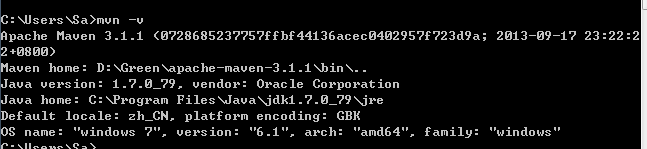 C:\Users\Sa>mvn -v
Apache Maven 3.1.1 (0728685237757ffbf44136acec0402957f723d9a; 2013-09-17 23:22:2
2+0800)
Maven home: D:\Green\apache-maven-3.1.1\bin\..
Java version: 1.7.0_79, vendor: Oracle Corporation
Java home: C:\Program Files\Java\jdk1.7.0_79\jre
Default locale: zh_CN, platform encoding: GBK
OS name: "windows 7", version: "6.1", arch: "amd64", family: "windows"
C:\Users\Sa>